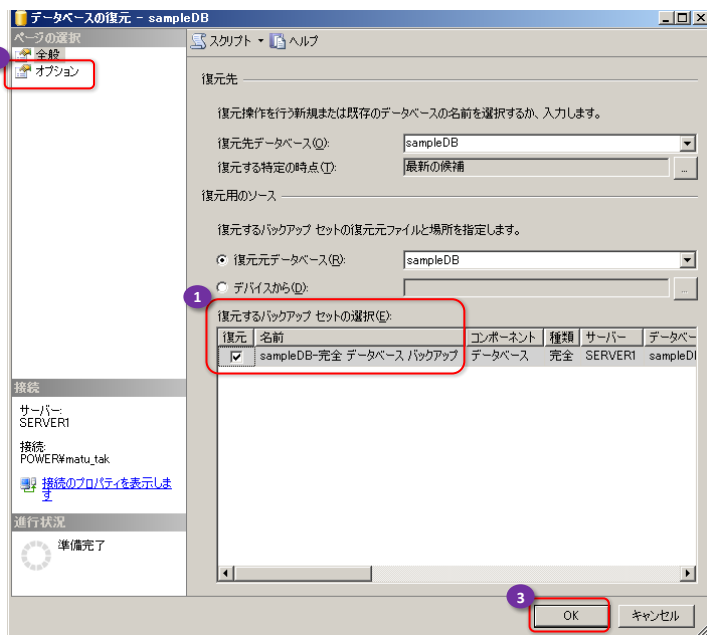 データベースの復元 - sampleDB
ページの選択
全般
オプション
スクリプト
ヘルプ
復元先
復元操作を行う新規または既存のデータベースの名前を選択するか、入力します。
復元先データベース(O):
sampleDB
復元する特定の時点(T):
最新の候補
...
復元用のソース
復元するバックアップ セットの復元元ファイルと場所を指定します。
復元元データベース(R):
sampleDB
デバイスから(D):
...
1
復元するバックアップ セットの選択(E):
復元 名前 コンポーネント 種類 サーバー データベー
sampleDB-完全 データベース バックアップ データベース 完全 SERVER1 sampleDI
接続
サーバー:
SERVER1
接続:
POWER¥matu_tak
接続のプロパティを表示しま
す
進行状況
準備完了
3
OK
キャンセル